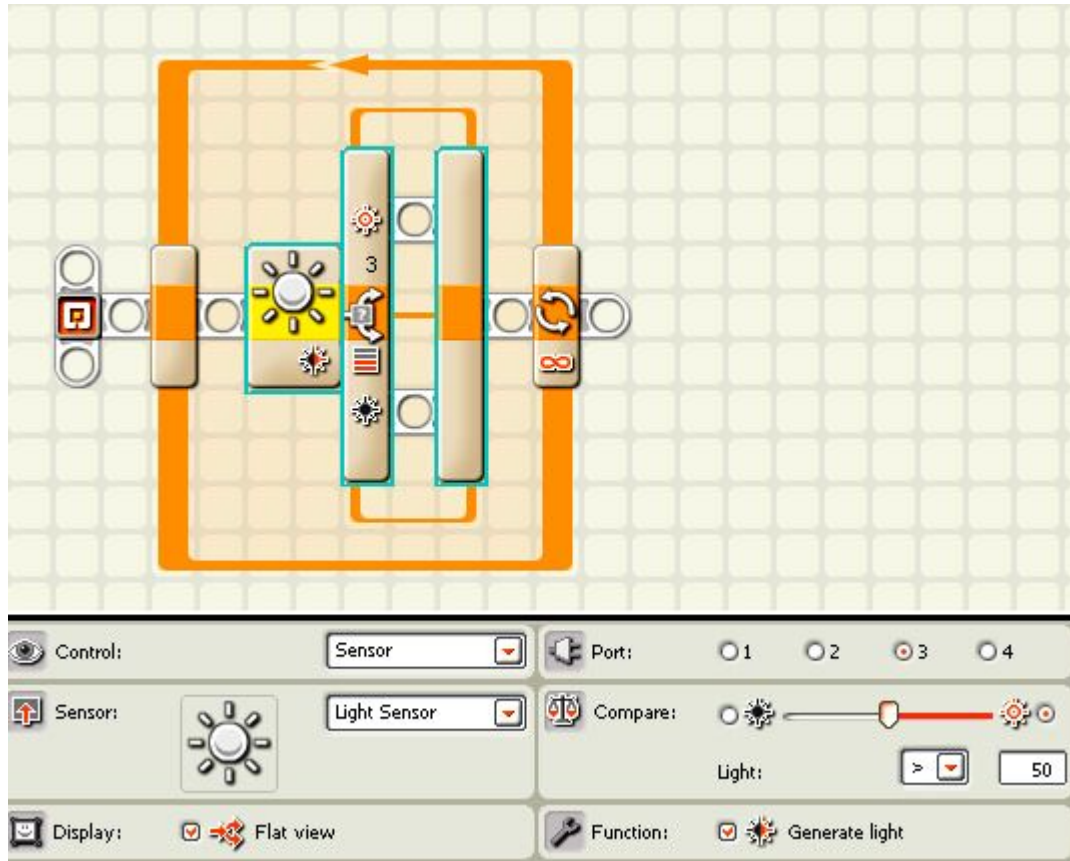 3
Control: Sensor
Port: 1 2 3 4
Sensor: Light Sensor
Compare:
Light: > 50
Display: Flat view
Function: Generate light